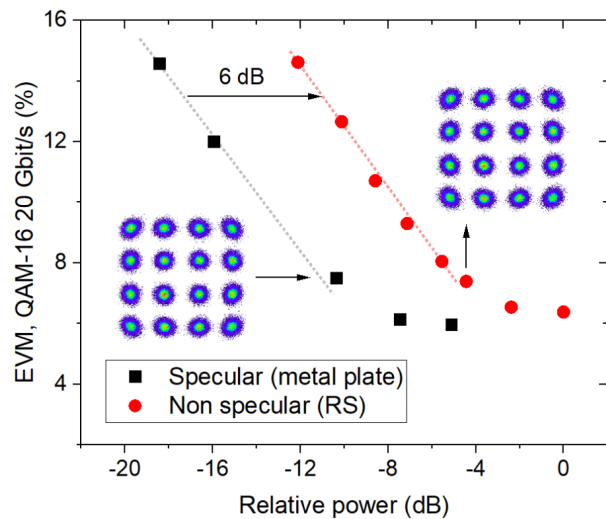 16
12
8
4
EVM, QAM-16 20 Gbit/s (%)
6 dB
Specular (metal plate)
Non specular (RS)
-20 -16 -12 -8 -4 0
Relative power (dB)